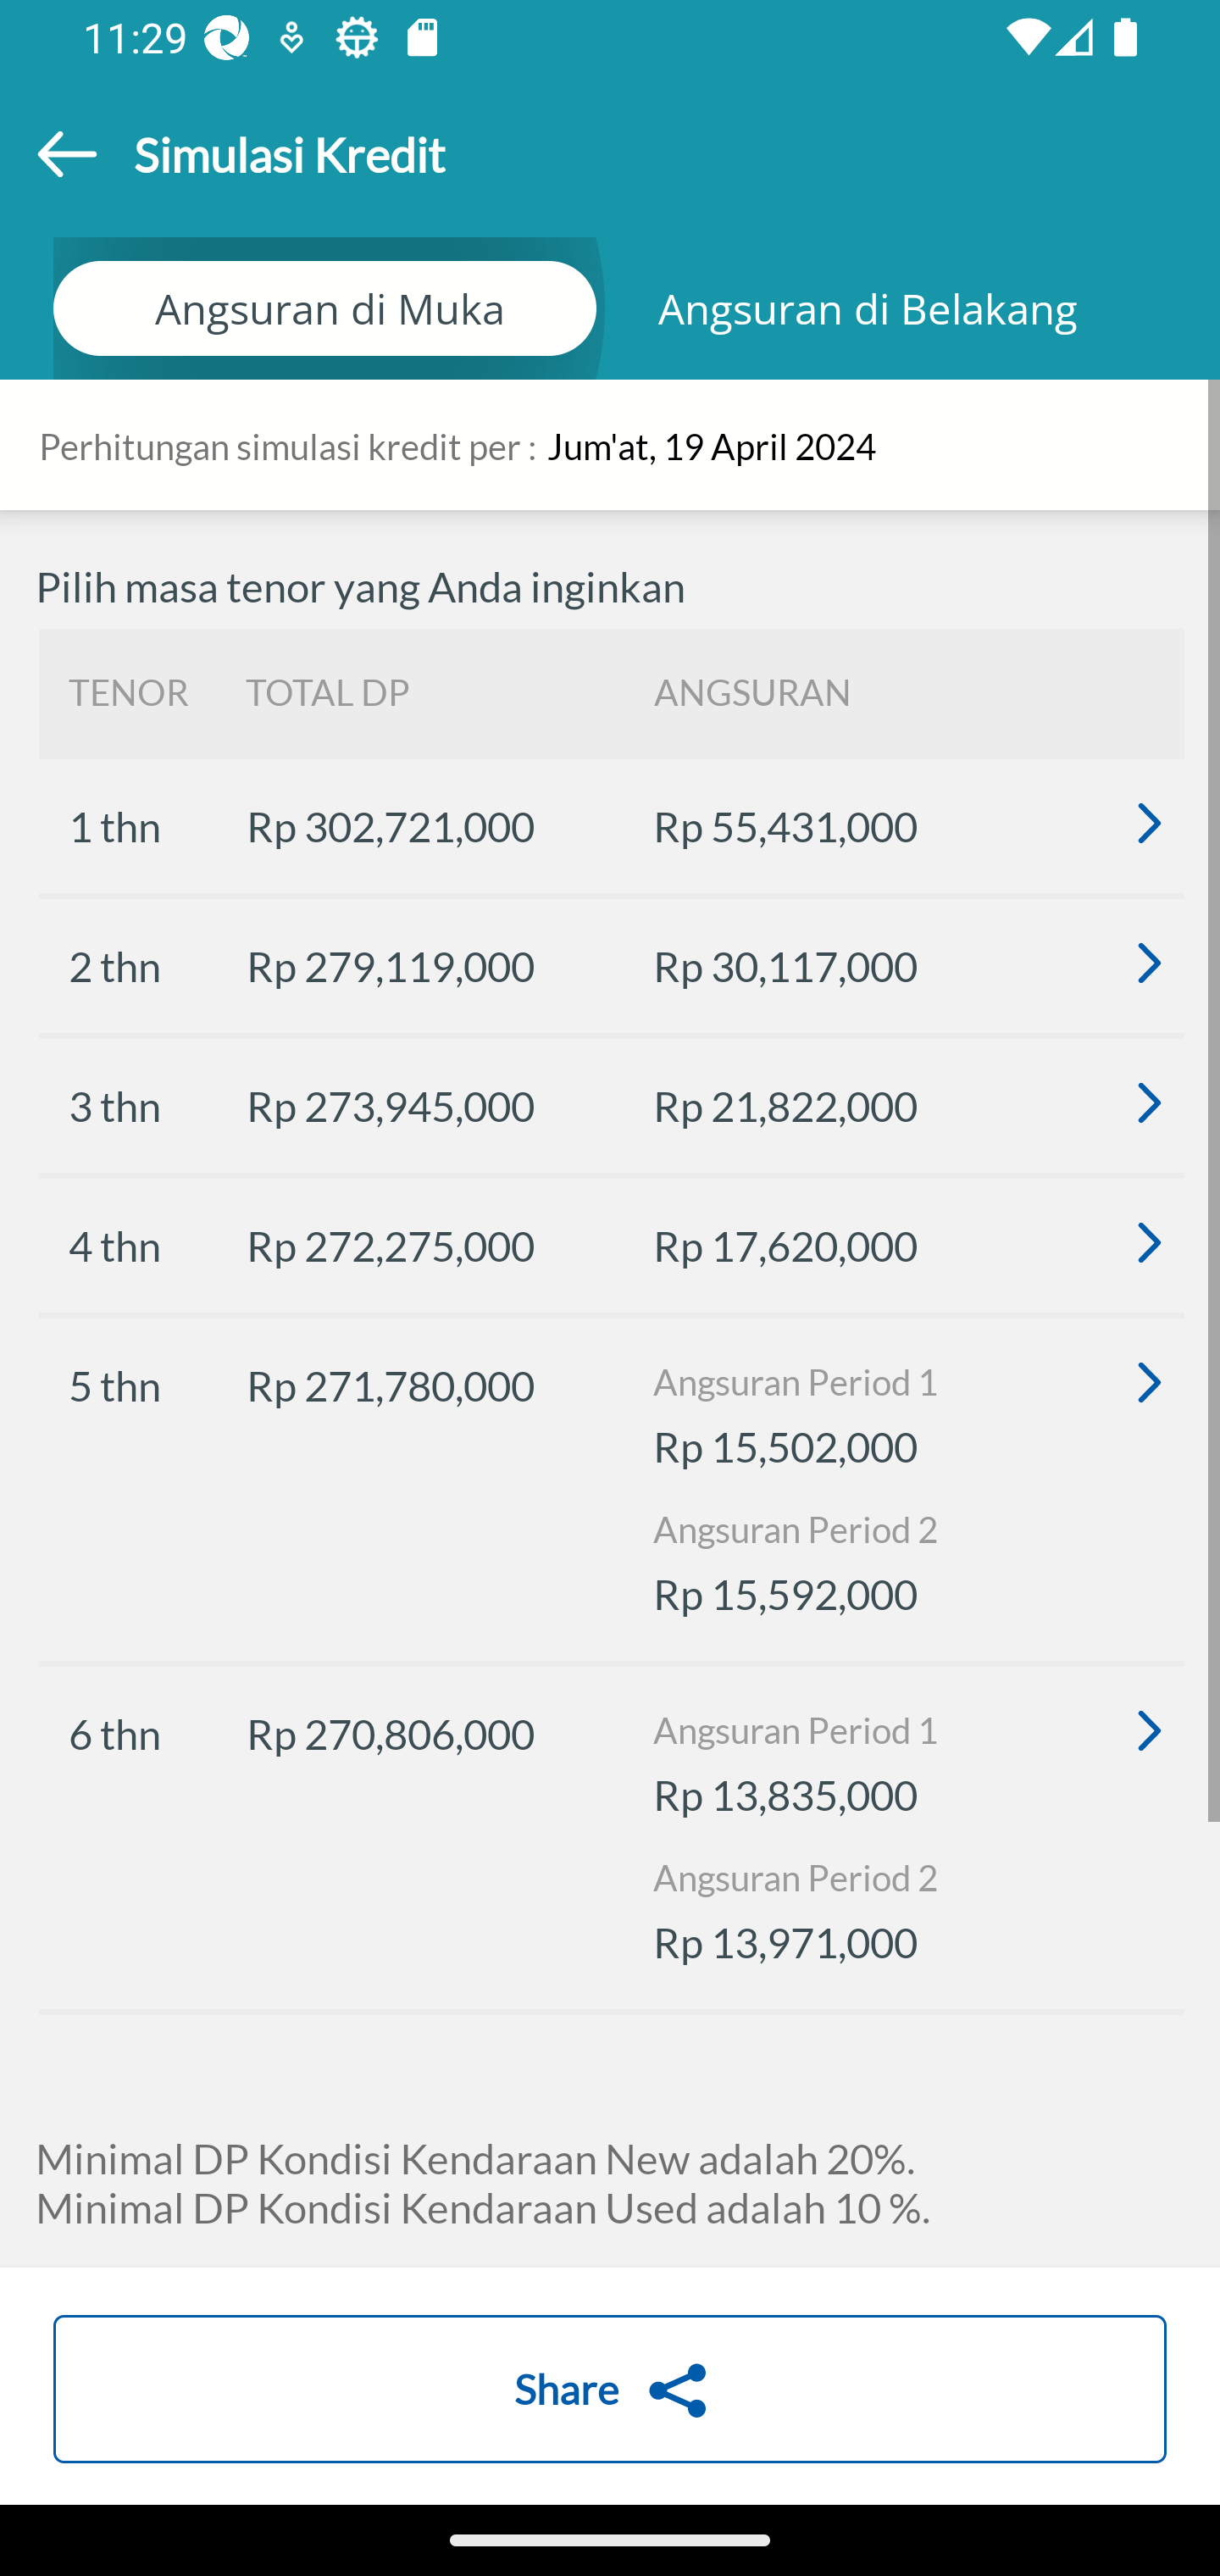 11:29
Simulasi Kredit
Angsuran di Muka Angsuran di Belakang
Perhitungan simulasi kredit per : Jum'at, 19 April 2024
Pilih masa tenor yang Anda inginkan
TENOR TOTAL DP ANGSURAN
1 thn Rp 302,721,000 Rp 55,431,000
2 thn Rp 279,119,000 Rp 30,117,000
3 thn Rp 273,945,000 Rp 21,822,000
4 thn Rp 272,275,000 Rp 17,620,000
5 thn Rp 271,780,000 Angsuran Period 1
Rp 15,502,000
Angsuran Period 2
Rp 15,592,000
6 thn Rp 270,806,000 Angsuran Period 1
Rp 13,835,000
Angsuran Period 2
Rp 13,971,000
Minimal DP Kondisi Kendaraan New adalah 20%.
Minimal DP Kondisi Kendaraan Used adalah 10 %.
Share